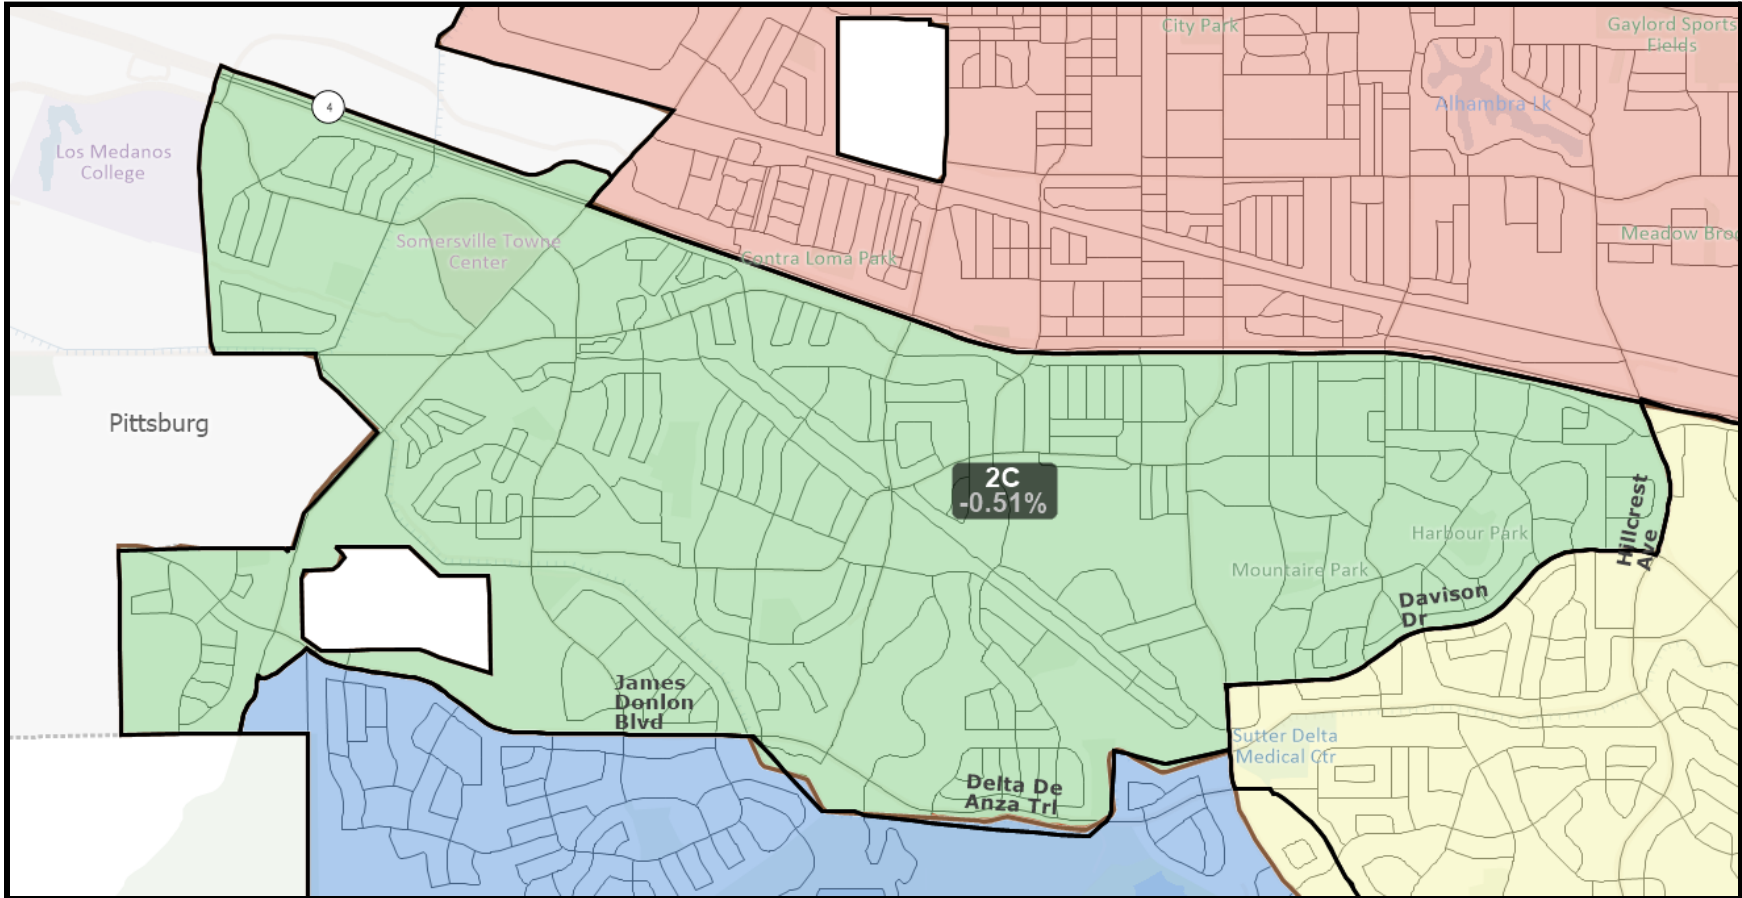 City Park
Gaylord Sports
Fields
4
Alhambra Lk
Los Medanos
College
Somersville Towne
Center
Contra Loma Park
Meadow Bro
Pittsburg
2C
-0.51%
Hillcrest
Ave
Harbour Park
Mountaire Park
Davison
Dr
James
Donlon
Blvd
Sutter Delta
Medical Ctr
Delta De
Anza Trl